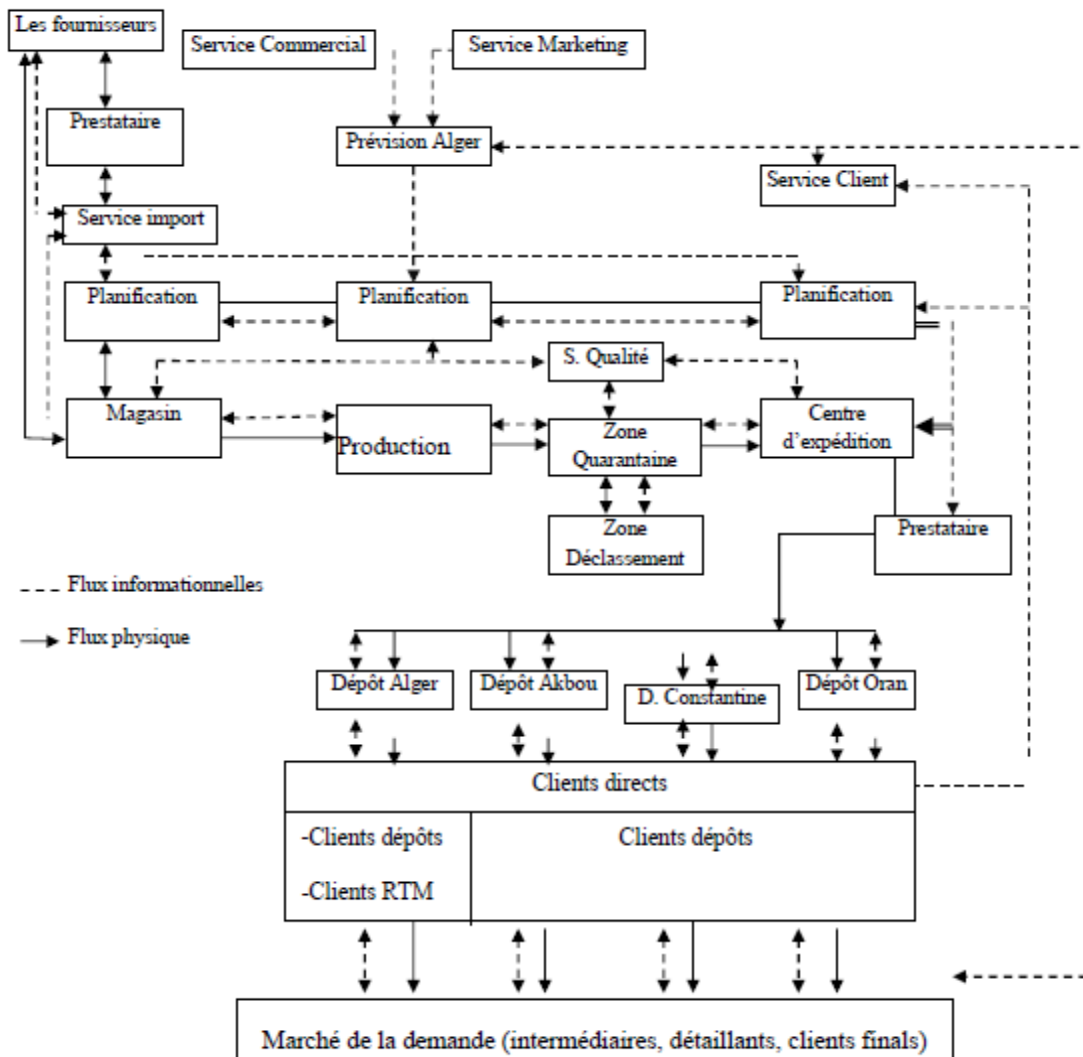 Les fournisseurs
Service Commercial
Service Marketing
Prestataire
Prévision Alger
Service Client
Service import
Planification
Planification
Planification
S. Qualité
Magasin
Production
Zone
Quarantaine
Centre
d'expédition
Zone
Déclassement
Prestataire
Flux informationnelles
Flux physique
Dépôt Alger
Dépôt Akbou
D. Constantine
Dépôt Oran
Clients directs
-Clients dépôts
-Clients RTM
Clients dépôts
Marché de la demande (intermédiaires, détaillants, clients finals)